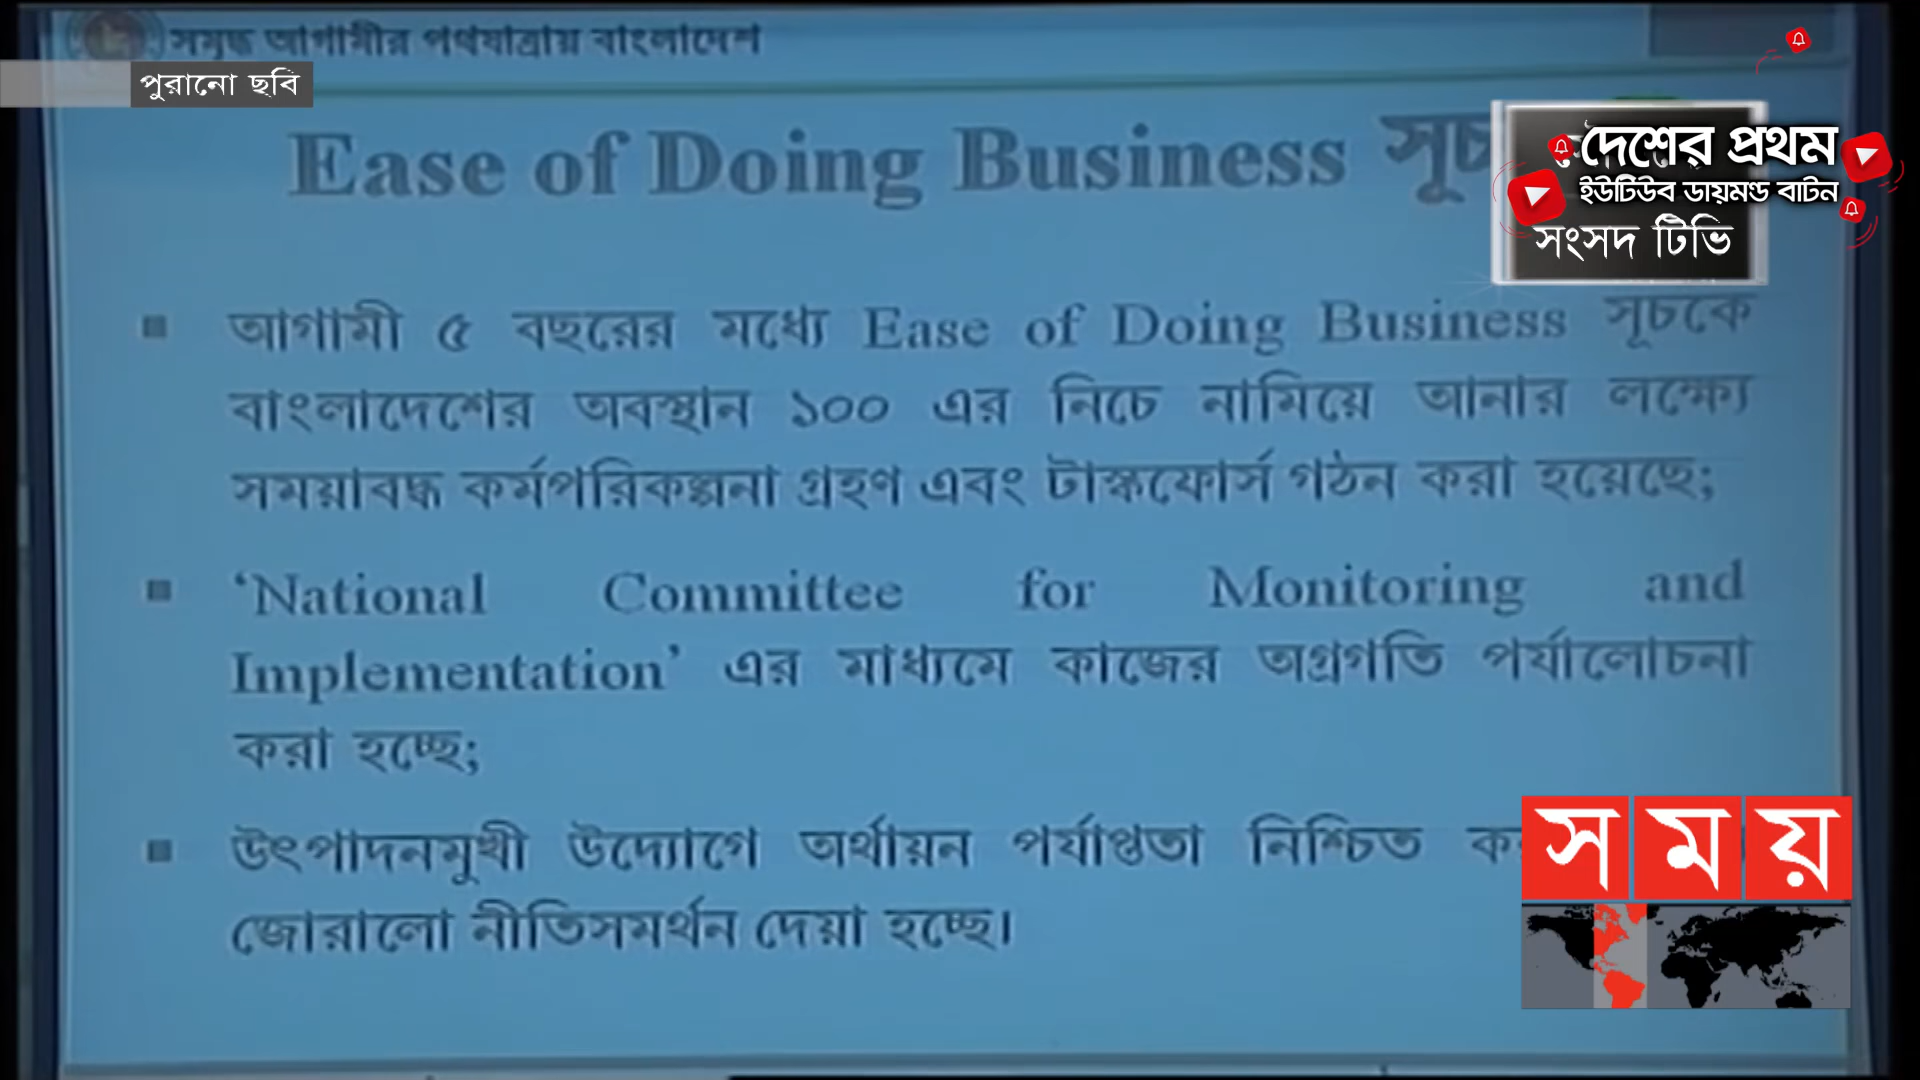 সমৃদ্ধ আগামীর পথযাত্রায় বাংলাদেশ
পুরানো ছবি
Ease of Doing Business
দেশের প্রথম
ইউটিউব ডায়মন্ড বাটন
সংসদ টিভি
▪ আগামী ৫ বছরের মধ্যে Ease of Doing Business সূচকে
বাংলাদেশের অবস্থান ১০০ এর নিচে নামিয়ে আনার লক্ষ্যে
সময়াবদ্ধ কর্মপরিকল্পনা গ্রহণ এবং টাস্কফোর্স গঠন করা হয়েছে;
▪ ‘National Committee for Monitoring and
Implementation’ এর মাধ্যমে কাজের অগ্রগতি পর্যালোচনা
করা হচ্ছে;
▪ উৎপাদনমুখী উদ্যোগে অর্থায়ন পর্যাপ্ততা নিশ্চিত
জোরালো নীতিসমর্থন দেয়া হচ্ছে।
সময়